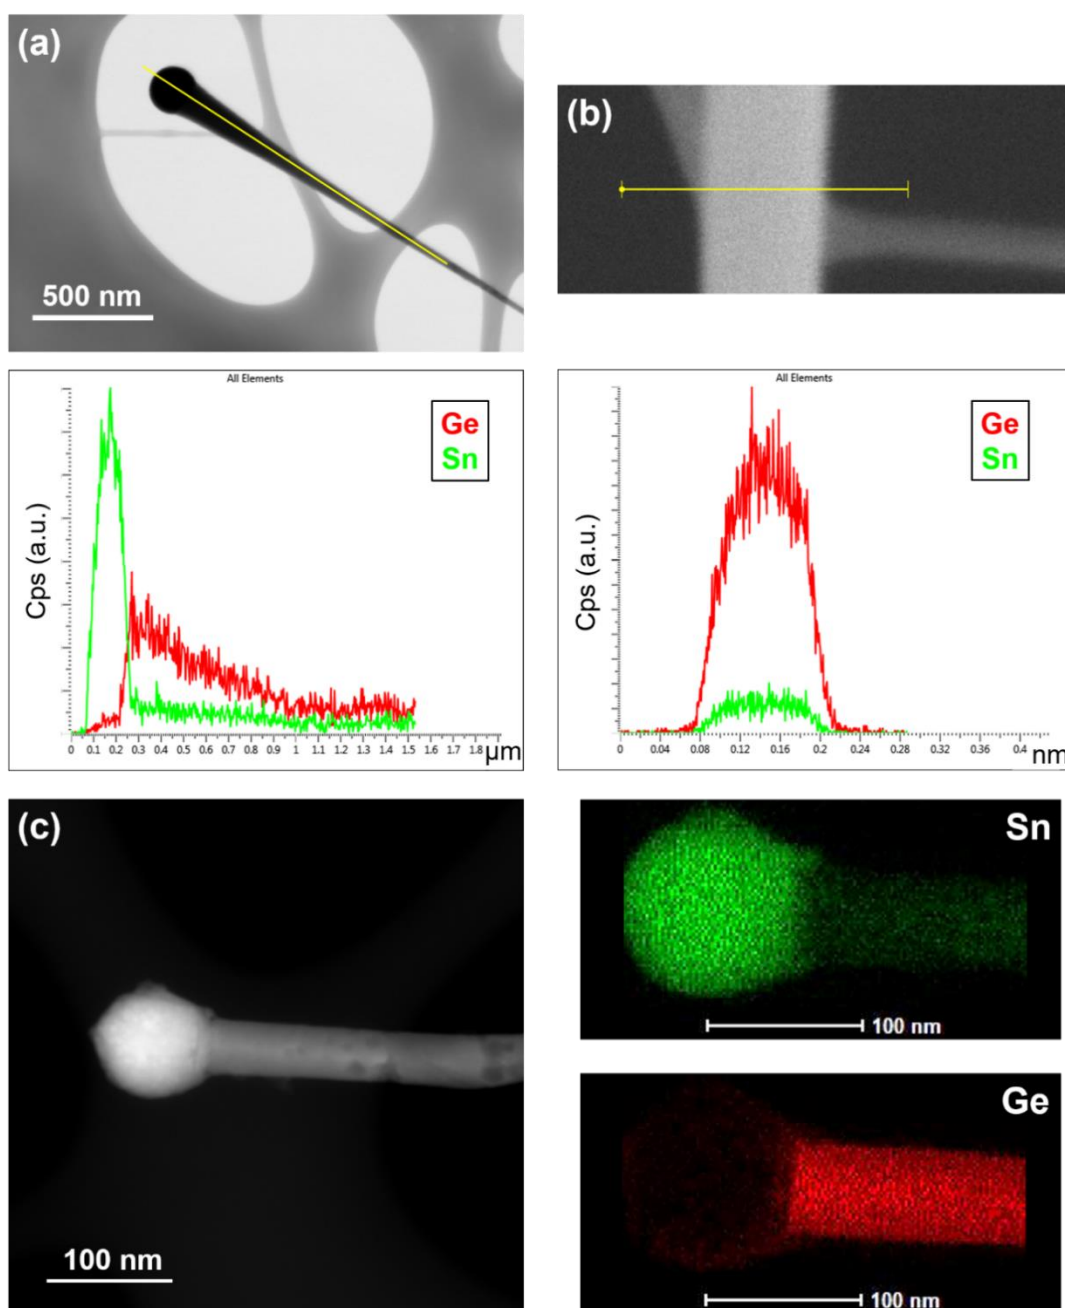 (a)
500 nm
(b)
All Elements
Ge
Sn
Cps (a.u.)
0 0.1 0.2 0.3 0.4 0.5 0.6 0.7 0.8 0.9 1 1.1 1.2 1.3 1.4 1.5 1.6 1.7 1.8 µm
All Elements
Ge
Sn
Cps (a.u.)
0 0.04 0.08 0.12 0.16 0.2 0.24 0.28 0.32 0.36 0.4 nm
(c)
100 nm
Sn
100 nm
Ge
100 nm